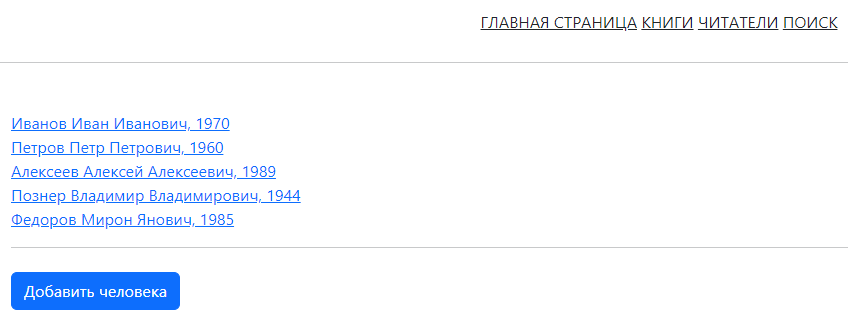 ГЛАВНАЯ СТРАНИЦА КНИГИ ЧИТАТЕЛИ ПОИСК
Иванов Иван Иванович, 1970
Петров Петр Петрович, 1960
Алексеев Алексей Алексеевич, 1989
Познер Владимир Владимирович, 1944
Федоров Мирон Янович, 1985
Добавить человека